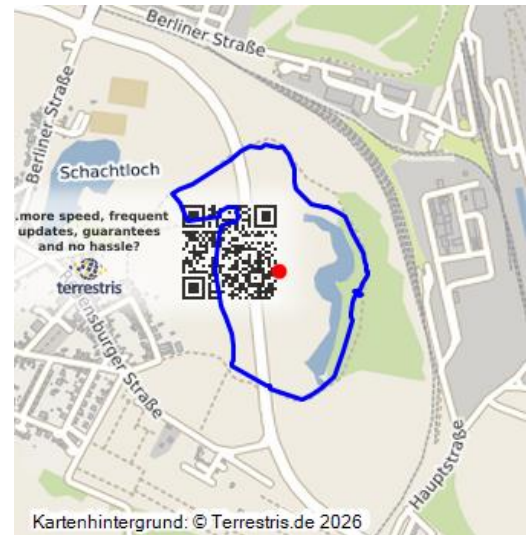 Berliner Straße
Berliner Straße
Schachtloch
..more speed, frequent
updates, guarantees
and no hassle?
terrestris
ensburger Straße
Hauptstraße
Kartenhintergrund: © Terrestris.de 2026